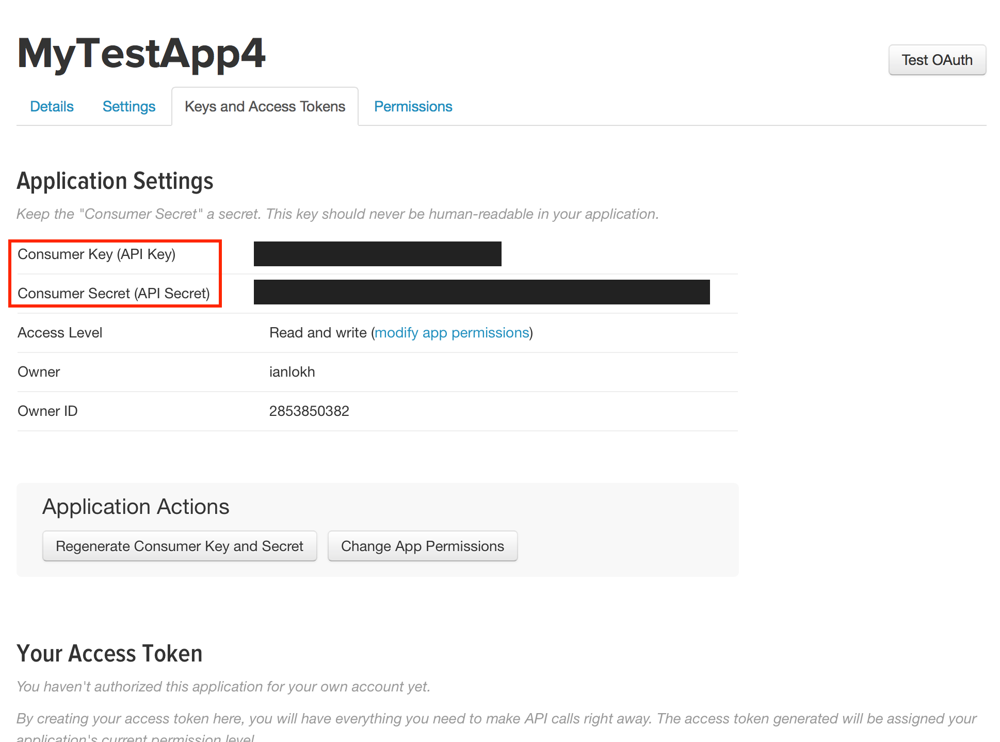 MyTestApp4
Test OAuth
Details Settings Keys and Access Tokens Permissions
Application Settings
Keep the "Consumer Secret" a secret. This key should never be human-readable in your application.
Consumer Key (API Key)
Consumer Secret (API Secret)
Access Level Read and write (modify app permissions)
Owner ianlokh
Owner ID 2853850382
Application Actions
Regenerate Consumer Key and Secret Change App Permissions
Your Access Token
You haven't authorized this application for your own account yet.
By creating your access token here, you will have everything you need to make API calls right away. The access token generated will be assigned your
application's current permission level